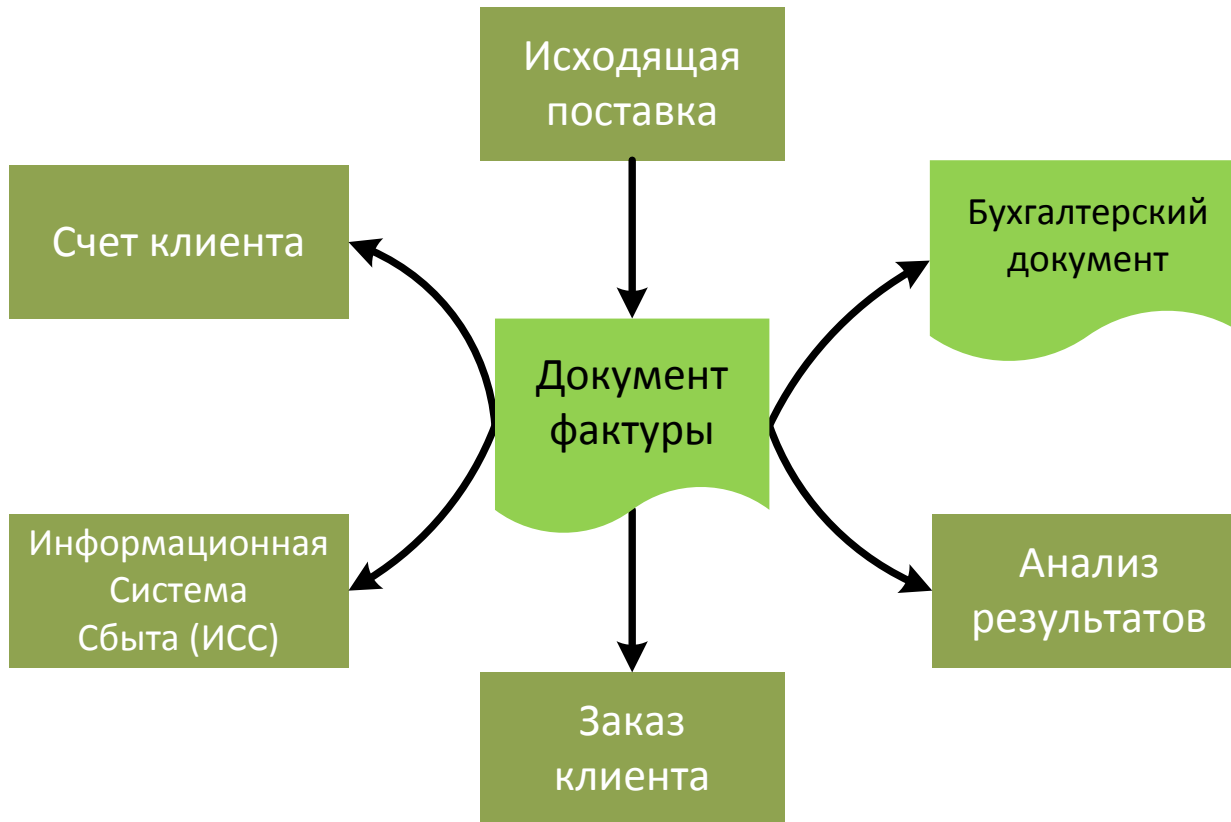 Исходящая
поставка
Счет клиента
Бухгалтерский
документ
Документ
фактуры
Информационная
Система
Сбыта (ИСС)
Анализ
результатов
Заказ
клиента